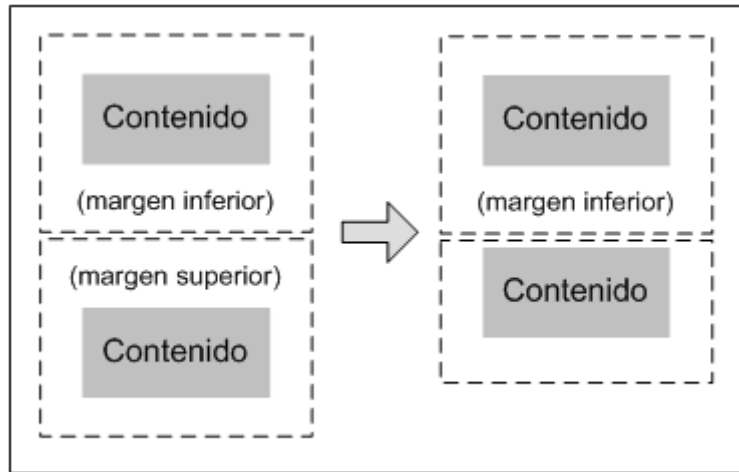 Contenido
(margen inferior)
(margen superior)
Contenido
Contenido
(margen inferior)
Contenido